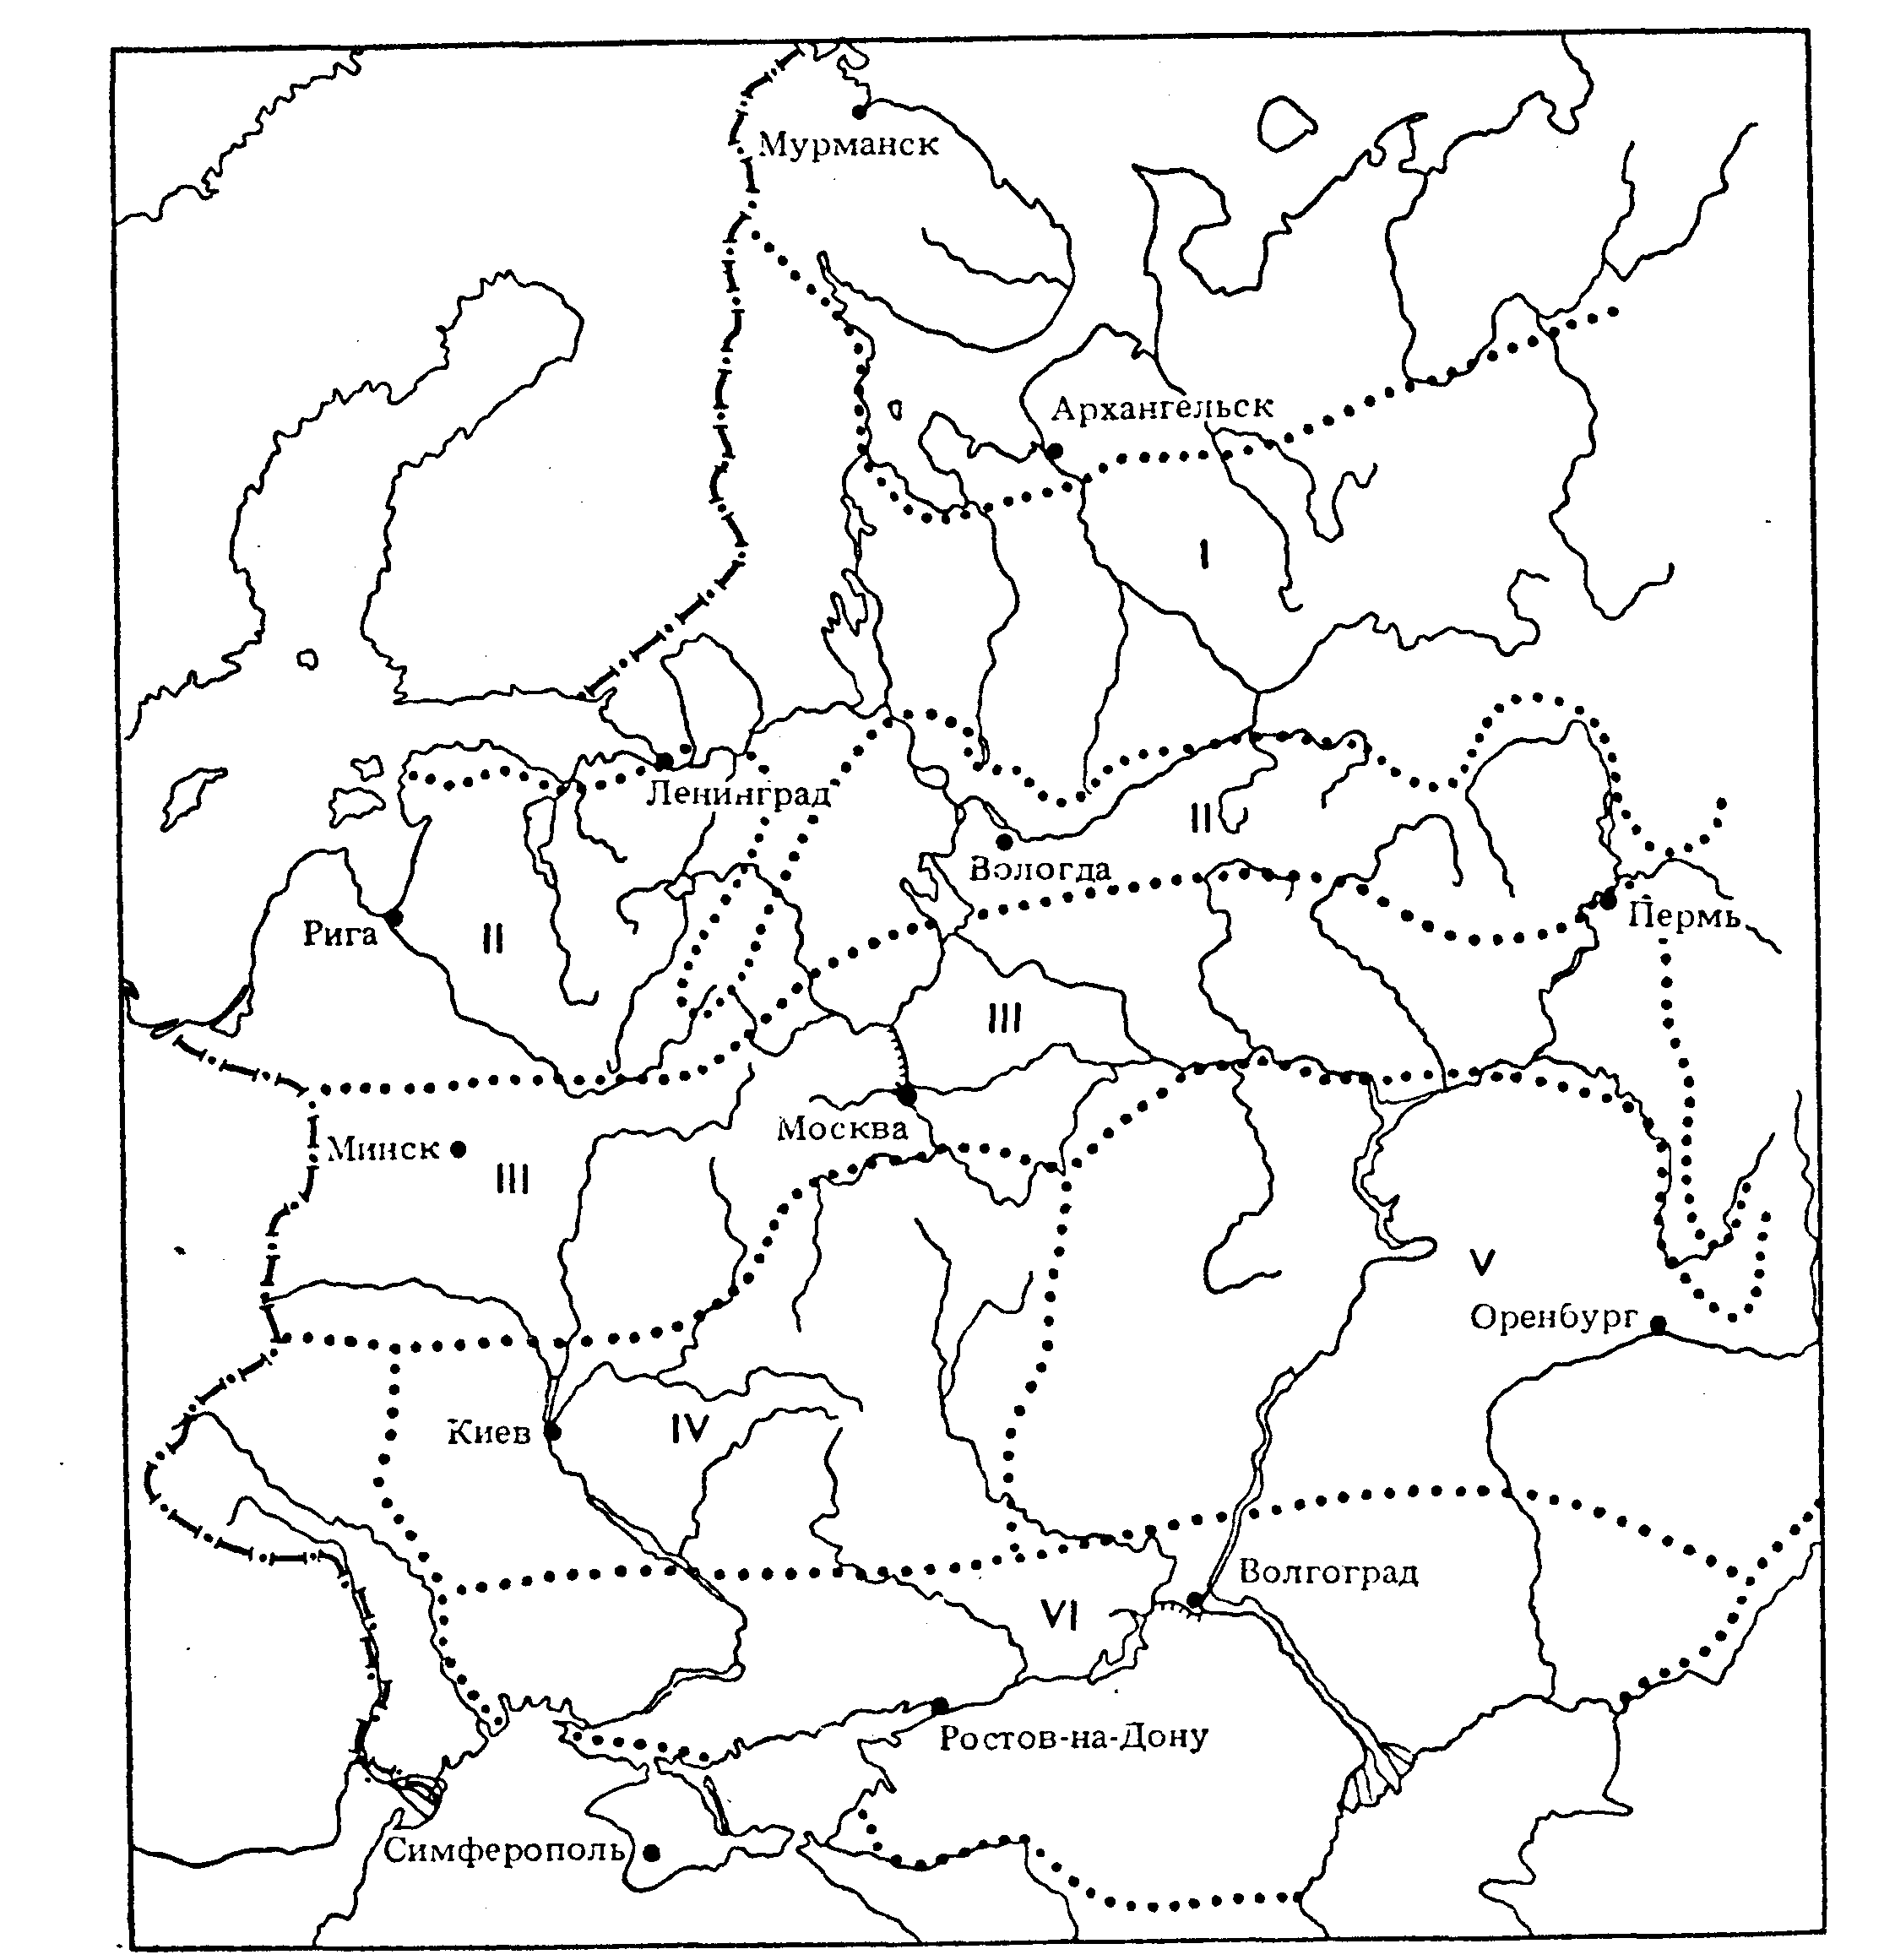 Мурманск
Архангельск
I
Ленинград
II
Вологда
Рига
II
Пермь
III
Москва
Минск
III
V
Оренбург
Киев
IV
Волгоград
VI
Ростов-на-Дону
Симферополь